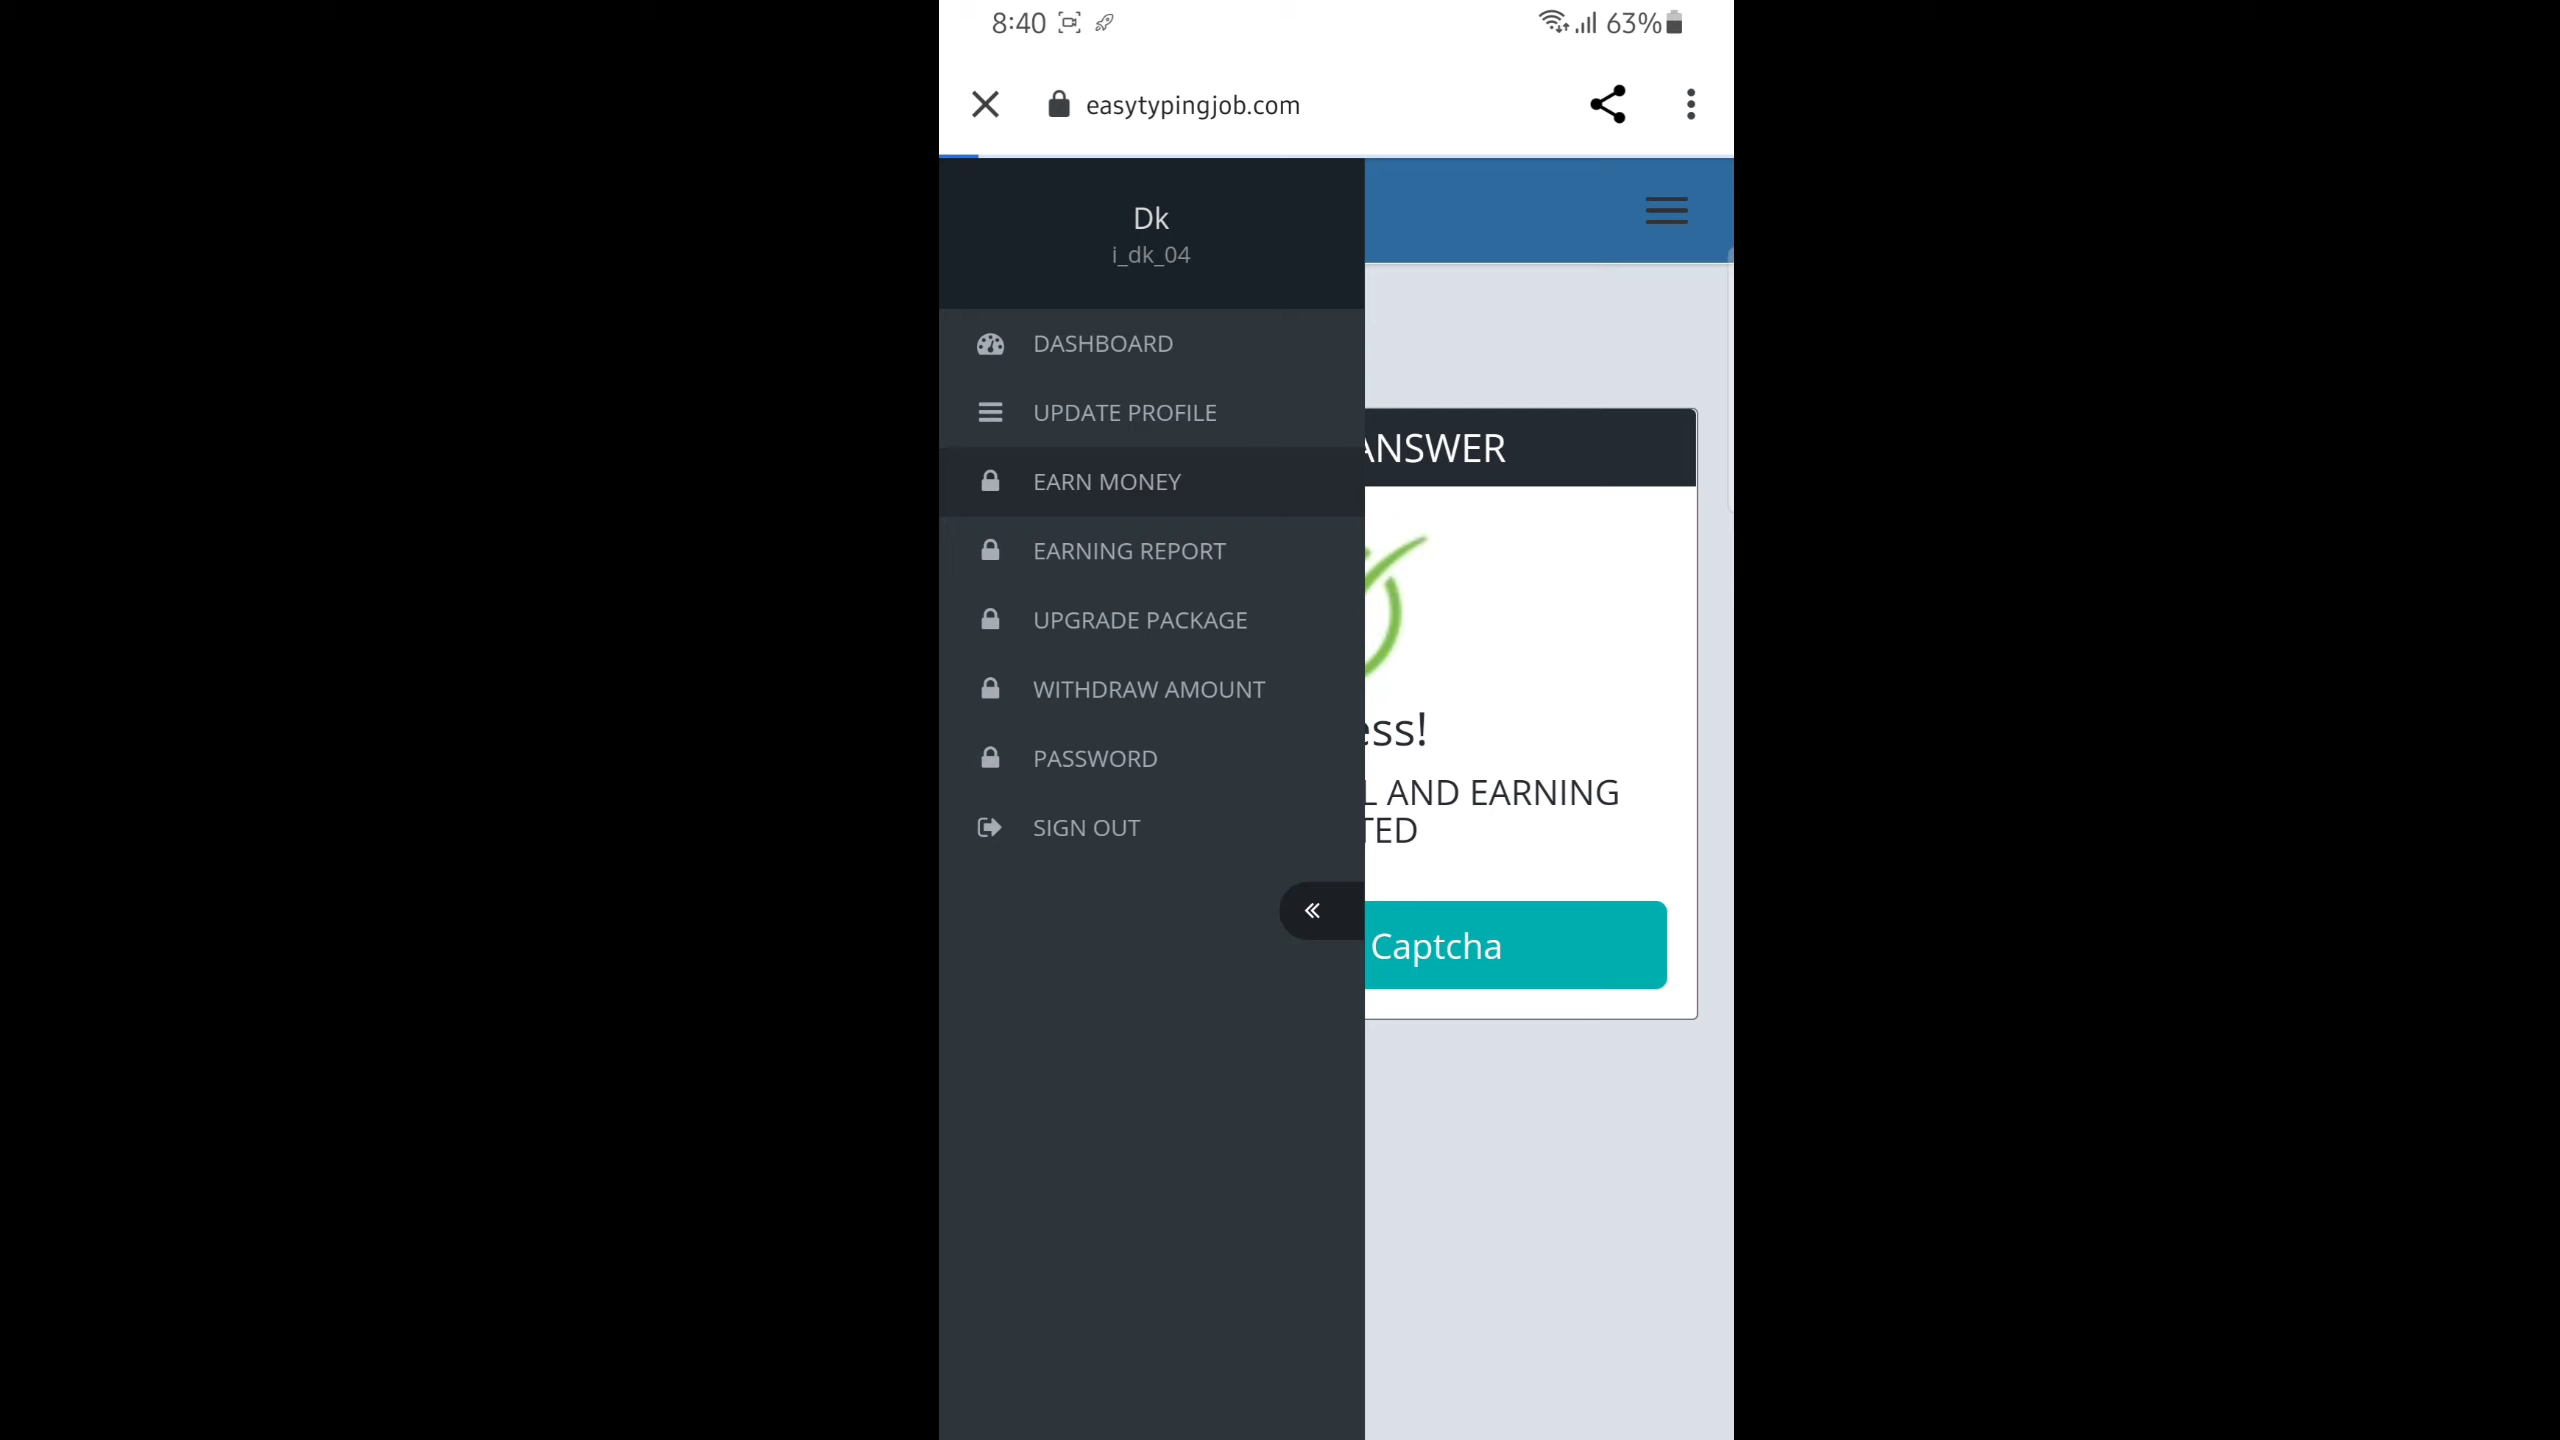 8:40
63%
easytypingjob.com
Dk
i_dk_04
DASHBOARD
UPDATE PROFILE
EARN MONEY
EARNING REPORT
UPGRADE PACKAGE
WITHDRAW AMOUNT
PASSWORD
SIGN OUT
ANSWER
ess!
L AND EARNING
TED
Captcha